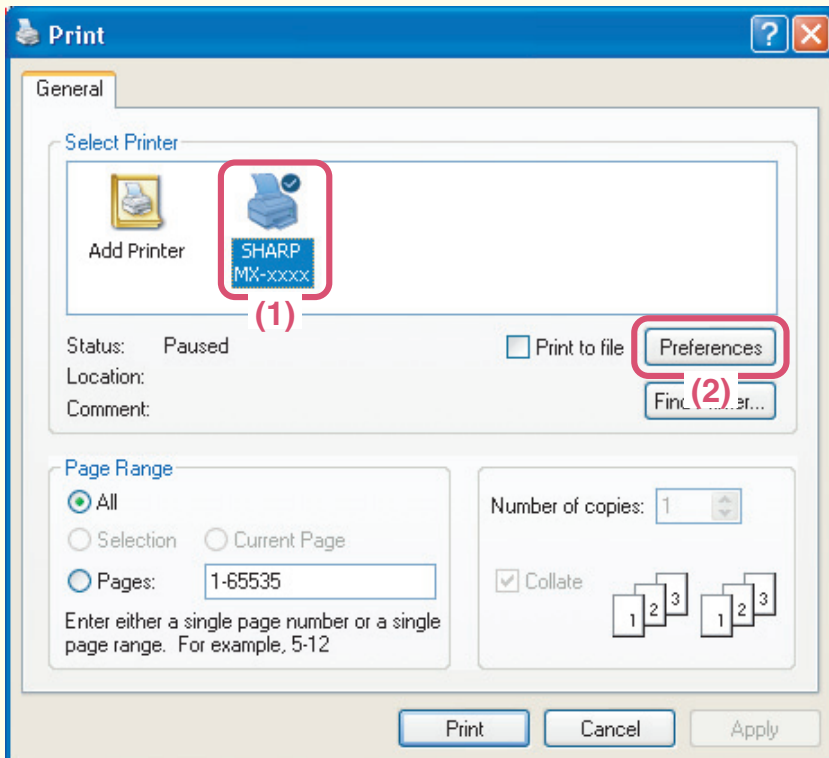 Print
General
Select Printer
Add Printer
SHARP
MX-xxxx
(1)
Status: Paused
Print to file
Preferences
(2)
Location:
Comment:
Page Range
All
Selection
Current Page
Pages: 1-65535
Enter either a single page number or a single
page range. For example, 5-12
Number of copies: 1
Collate
1 2 3 1 2 3
Print
Cancel
Apply